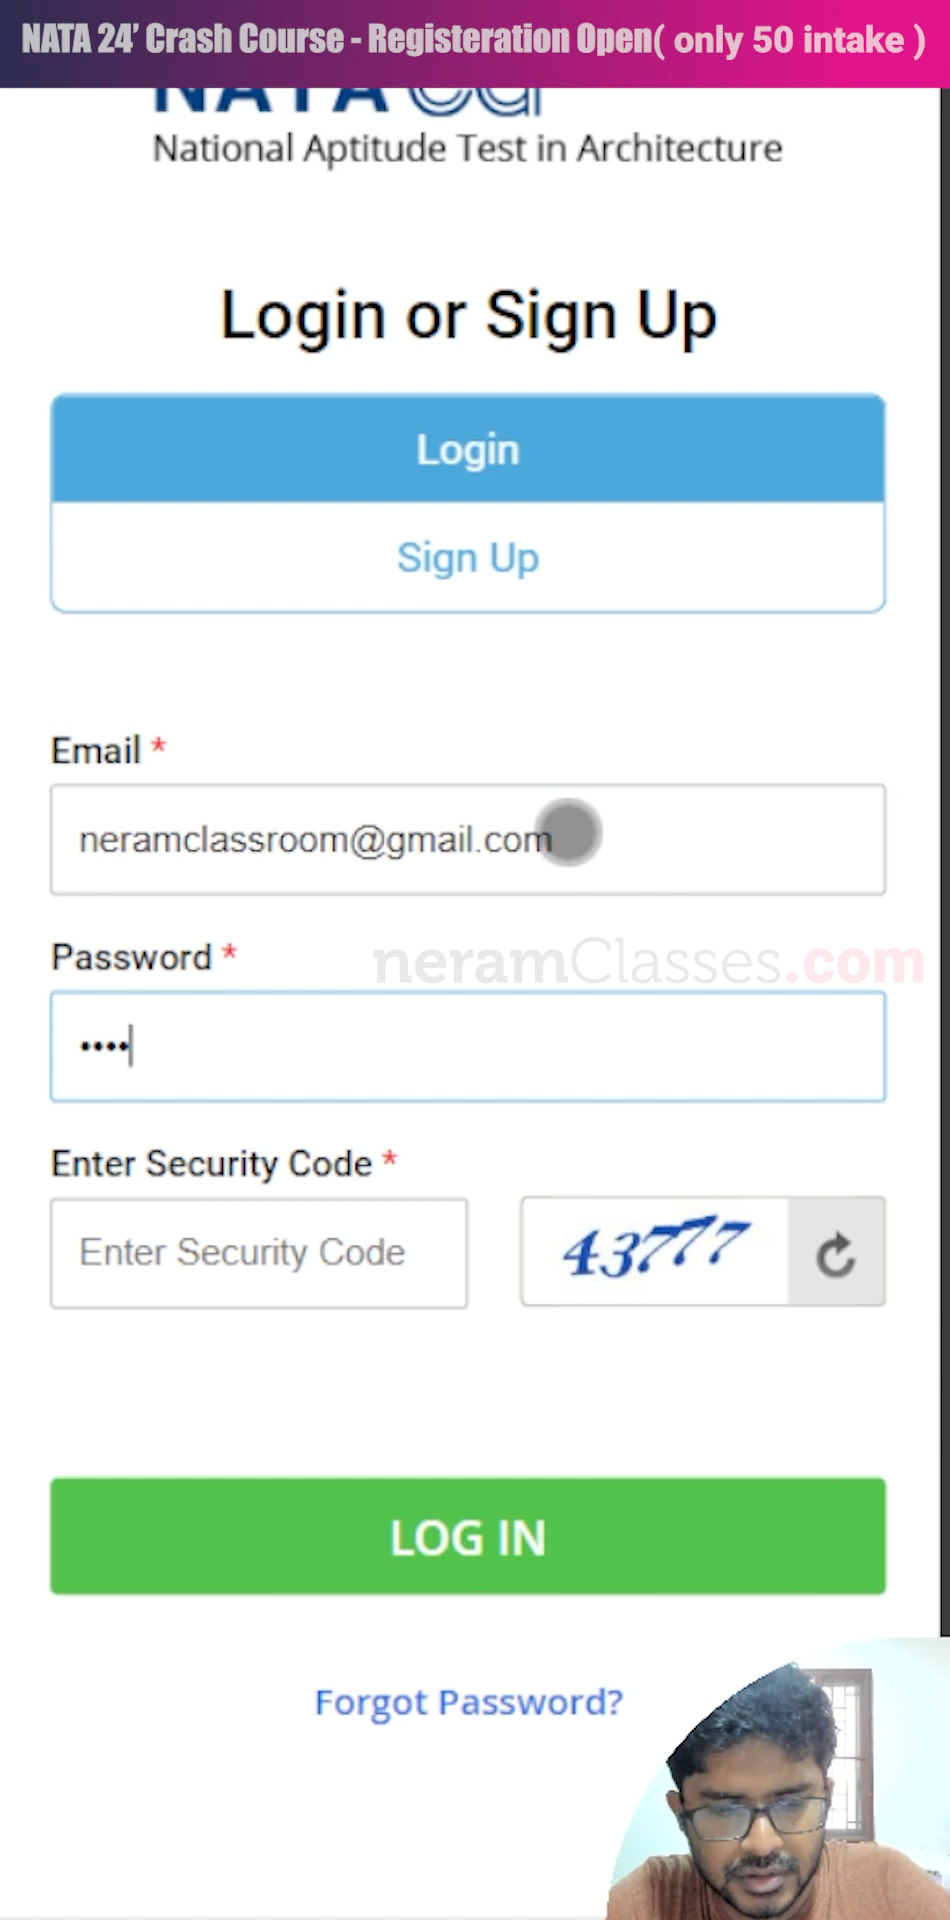 NATA 24’ Crash Course - Registeration Open( only 50 intake )
NATA
National Aptitude Test in Architecture
Login or Sign Up
Login
Sign Up
Email *
neramclassroom@gmail.com
Password *
neramClasses.com
••••
Enter Security Code *
Enter Security Code
43777
LOG IN
Forgot Password?